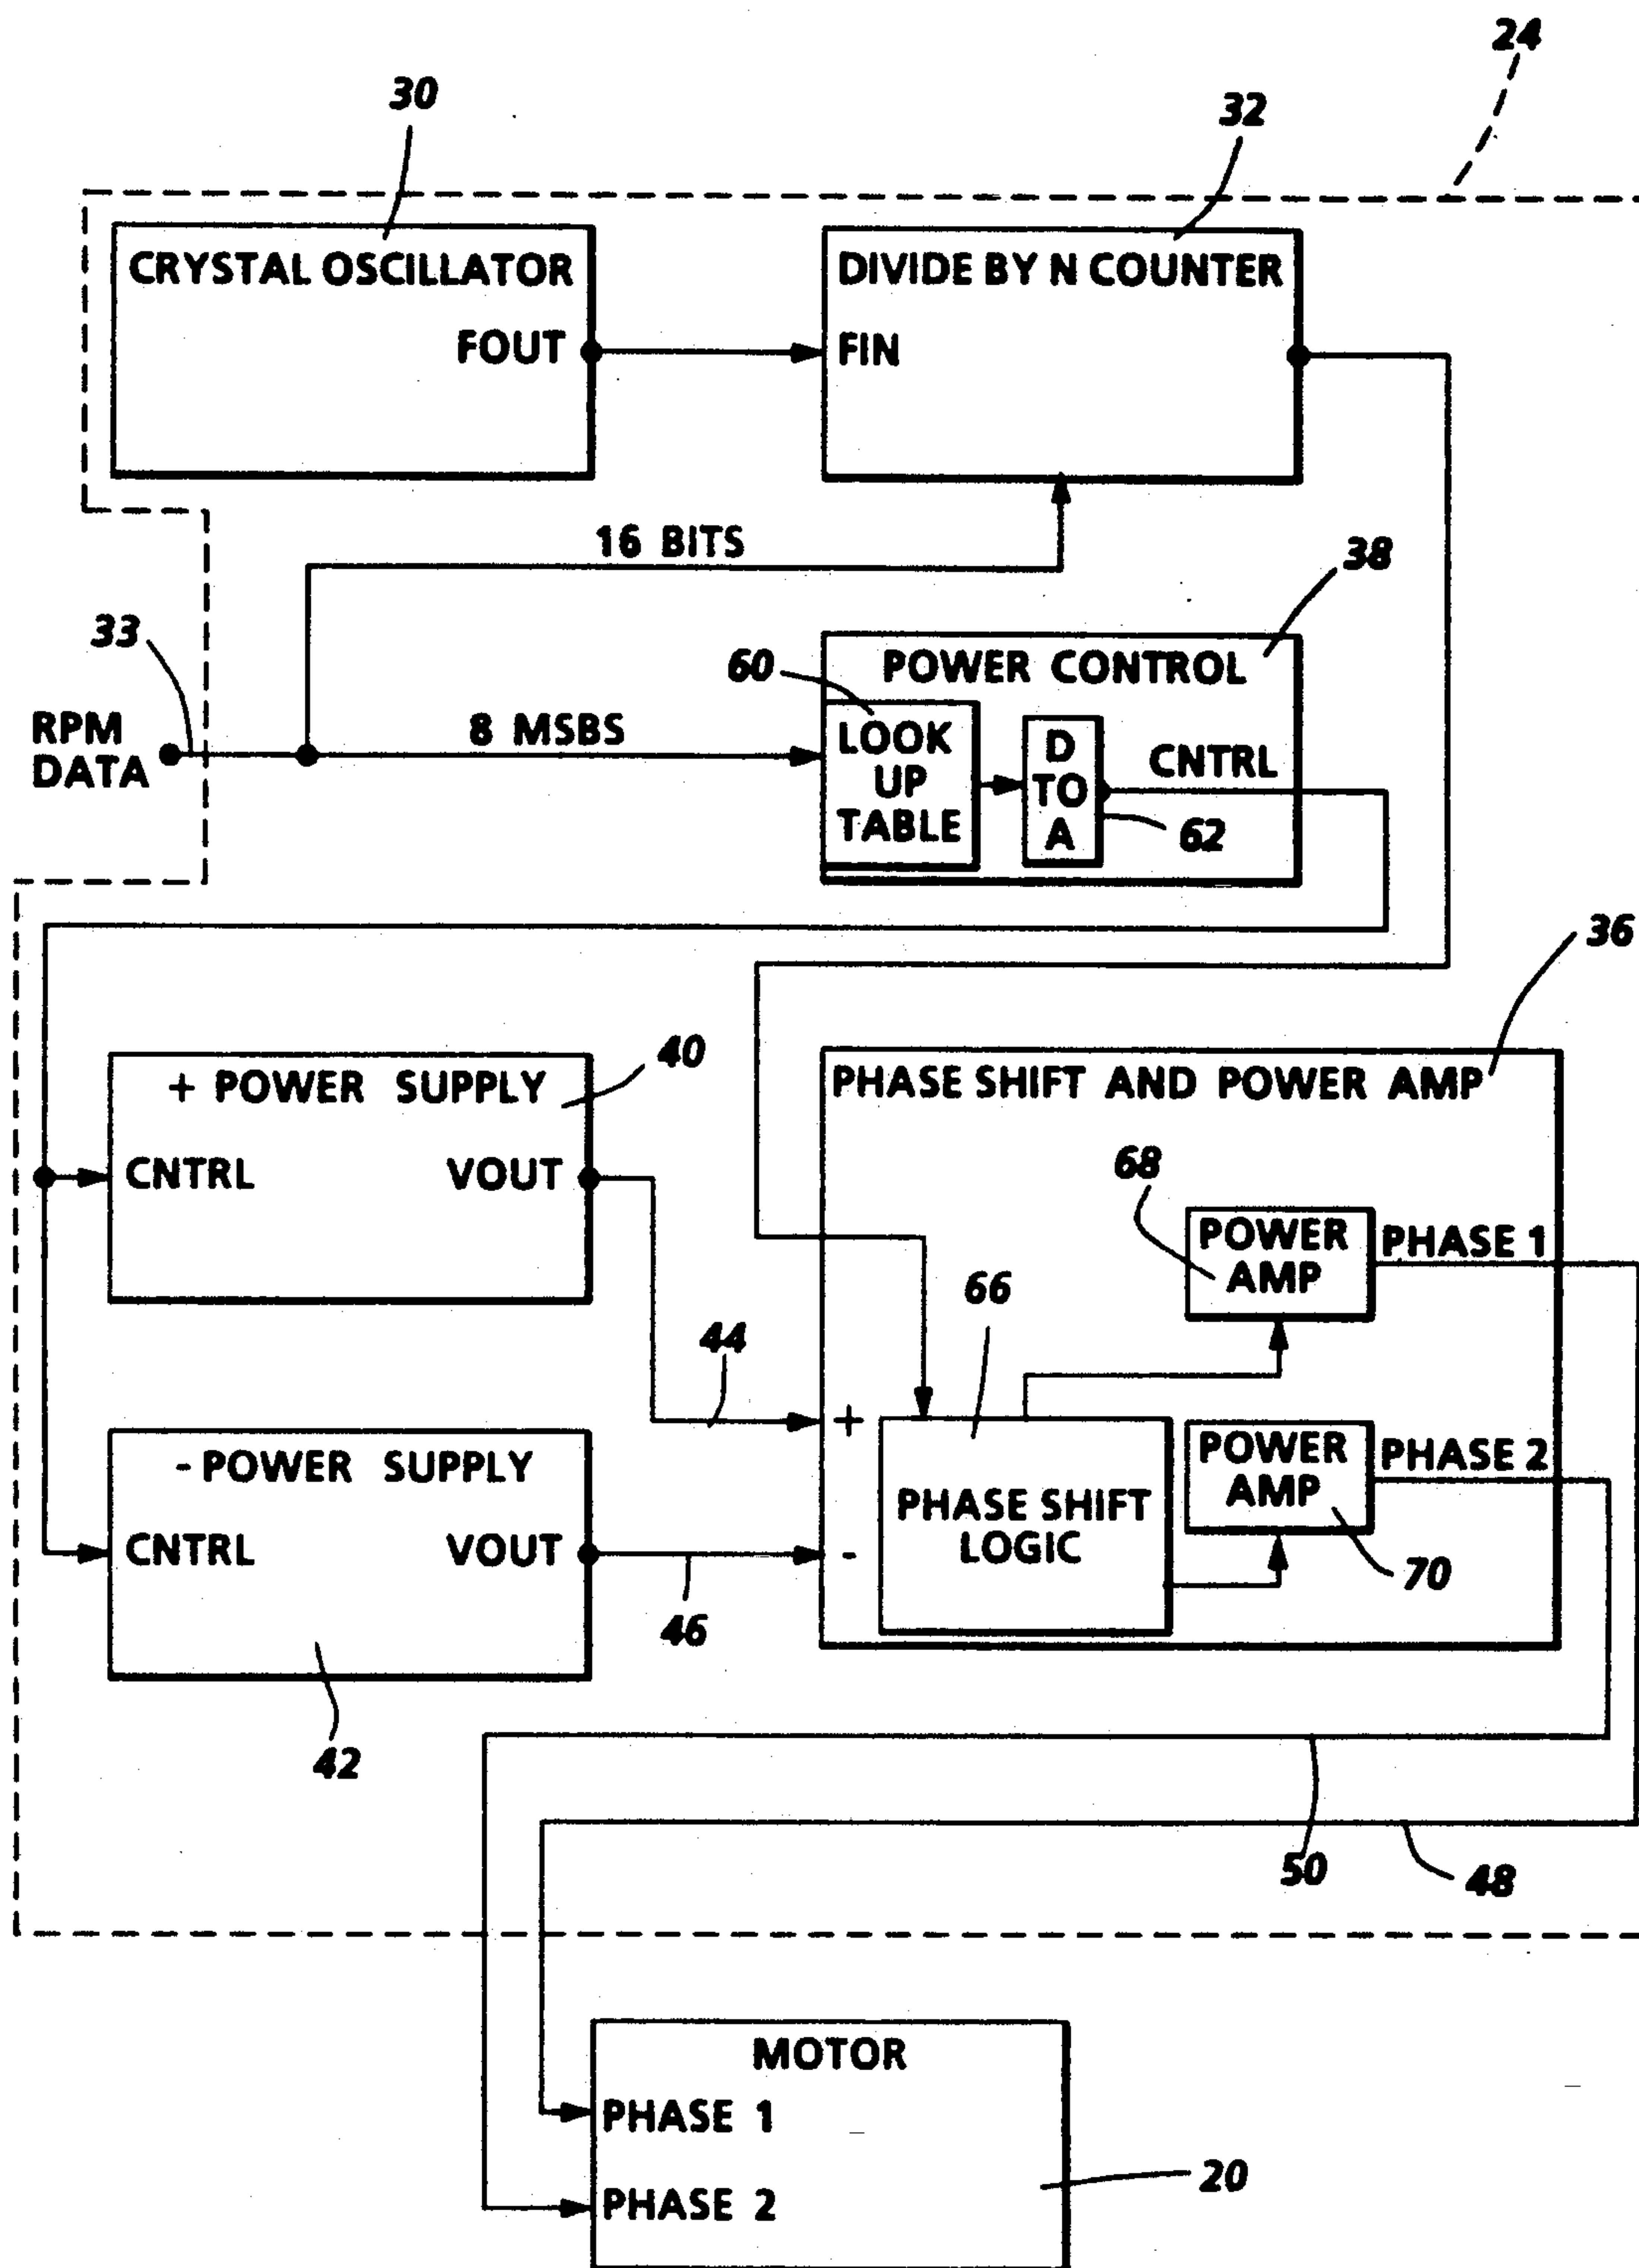 24
30
32
CRYSTAL OSCILLATOR
FOUT
DIVIDE BY N COUNTER
FIN
16 BITS
38
33
RPM
DATA
8 MSBS
60
POWER CONTROL
LOOK
UP
TABLE
D
TO
A
CNTRL
62
36
40
+ POWER SUPPLY
CNTRL VOUT
PHASE SHIFT AND POWER AMP
68
POWER
AMP
PHASE 1
66
44
+
- POWER SUPPLY
CNTRL VOUT
-
PHASE SHIFT
LOGIC
POWER
AMP
PHASE 2
70
46
42
50
48
MOTOR
PHASE 1
PHASE 2
20